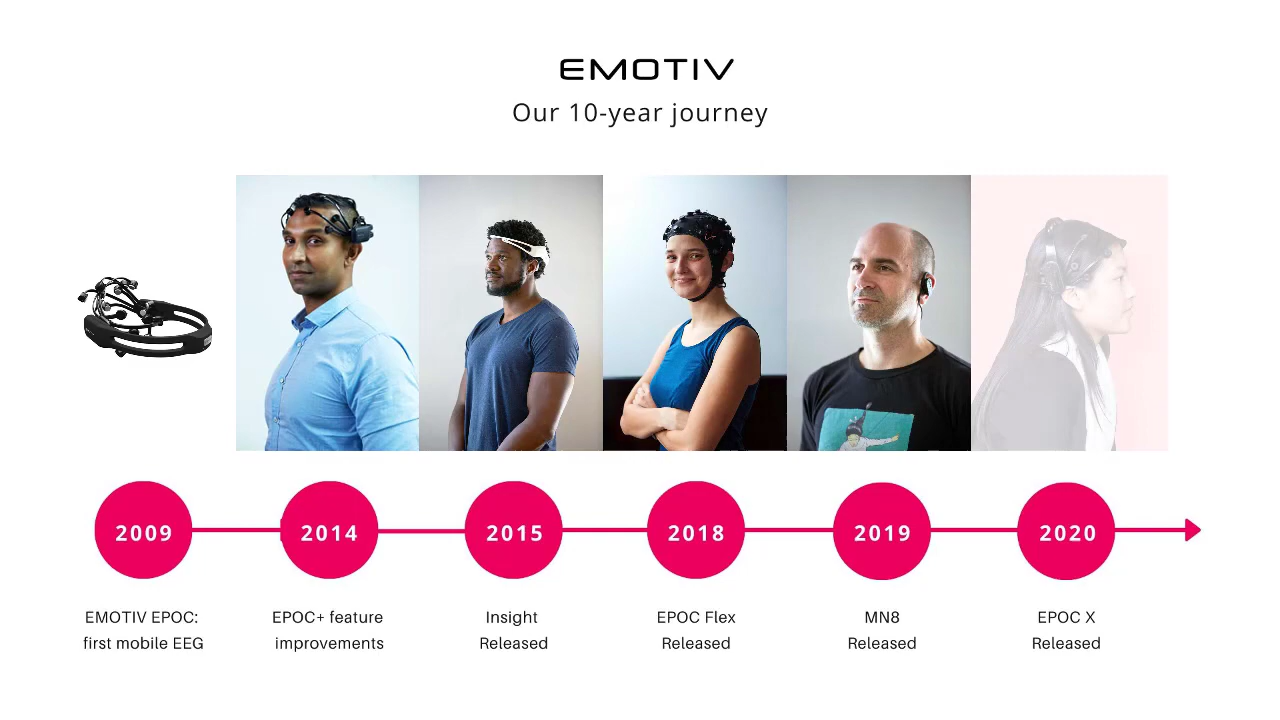 EMOTIV
Our 10-year journey
2009
2014
2015
2018
2019
2020
EMOTIV EPOC:
first mobile EEG
EPOC+ feature
improvements
Insight
Released
EPOC Flex
Released
MN8
Released
EPOC X
Released